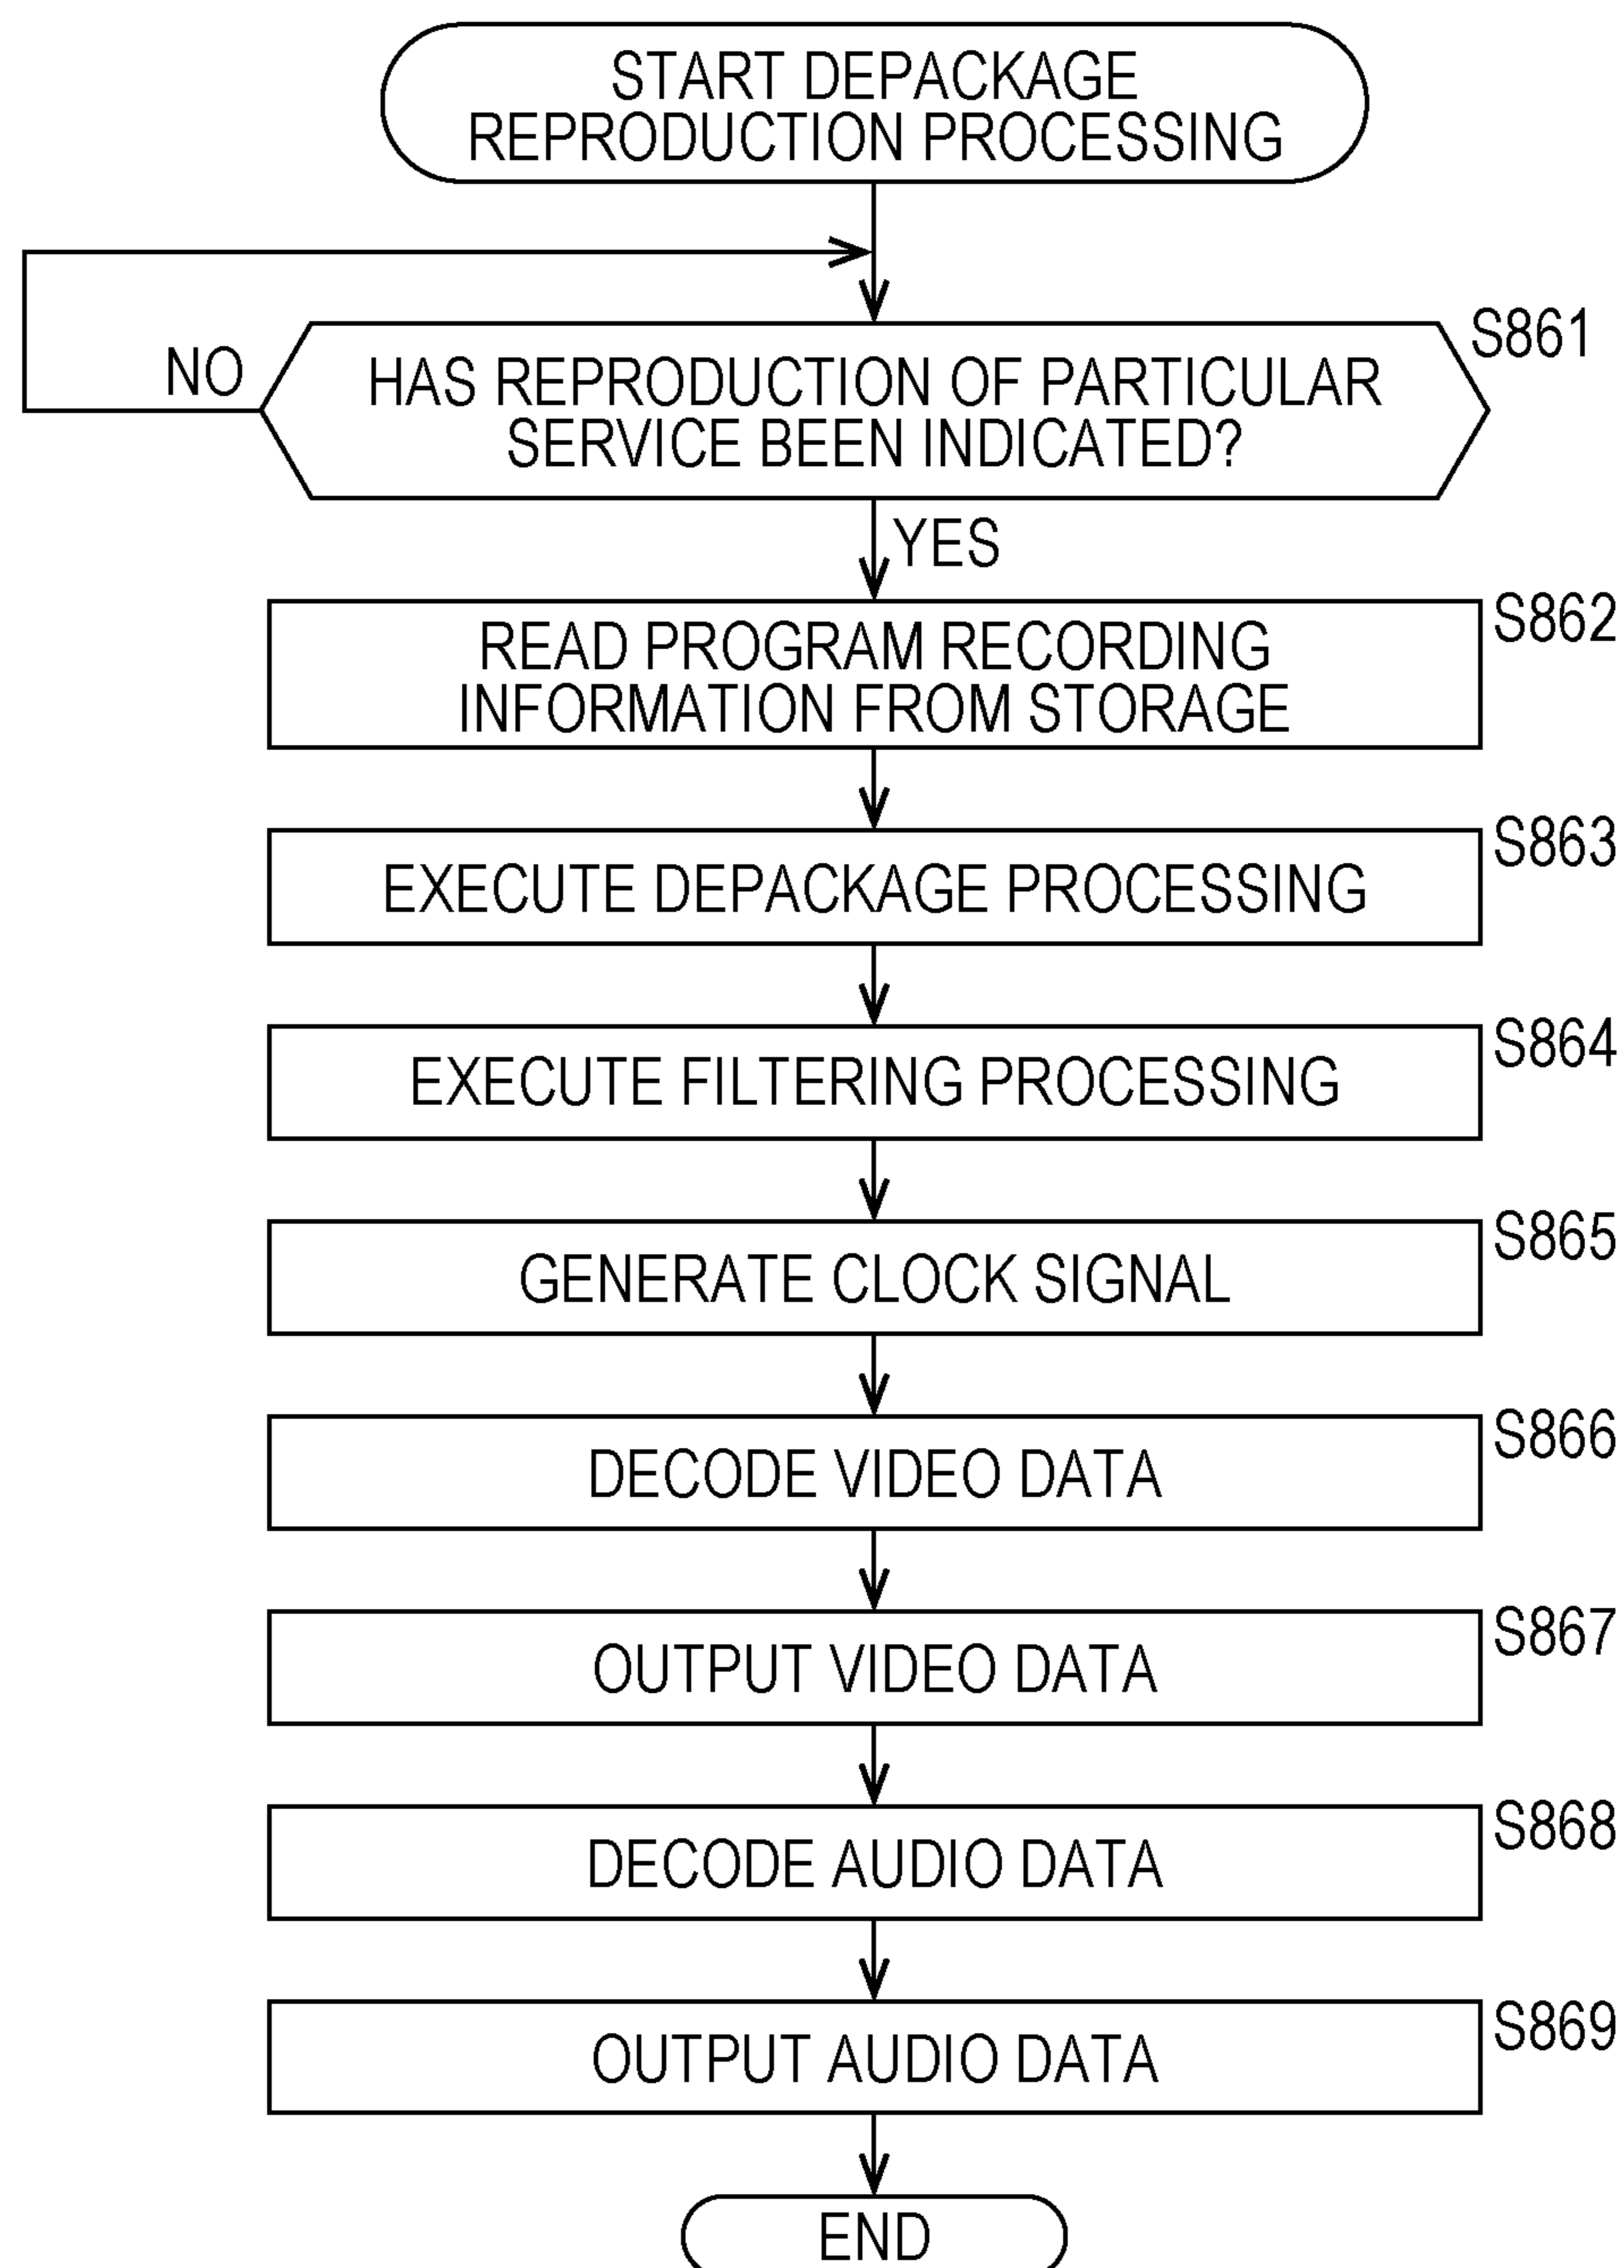 START DEPACKAGE
REPRODUCTION PROCESSING
S861
NO
HAS REPRODUCTION OF PARTICULAR
SERVICE BEEN INDICATED?
YES
S862
READ PROGRAM RECORDING
INFORMATION FROM STORAGE
S863
EXECUTE DEPACKAGE PROCESSING
S864
EXECUTE FILTERING PROCESSING
S865
GENERATE CLOCK SIGNAL
S866
DECODE VIDEO DATA
S867
OUTPUT VIDEO DATA
S868
DECODE AUDIO DATA
S869
OUTPUT AUDIO DATA
END